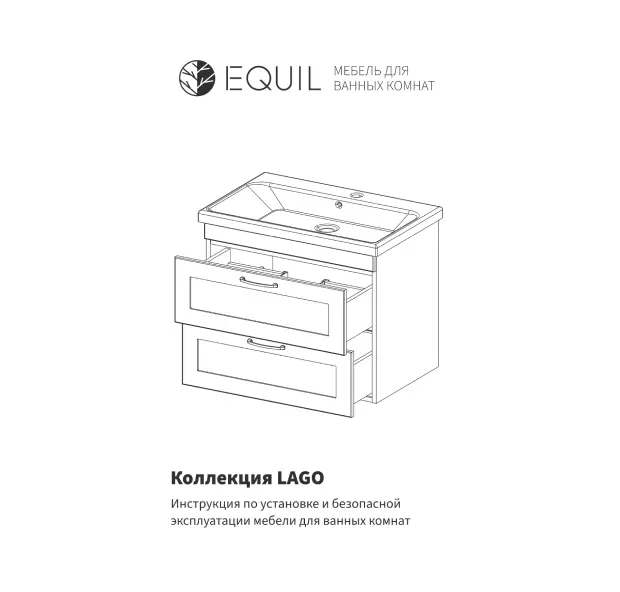 EQUIL
МЕБЕЛЬ ДЛЯ
ВАННЫХ КОМНАТ
Коллекция LAGO
Инструкция по установке и безопасной
эксплуатации мебели для ванных комнат